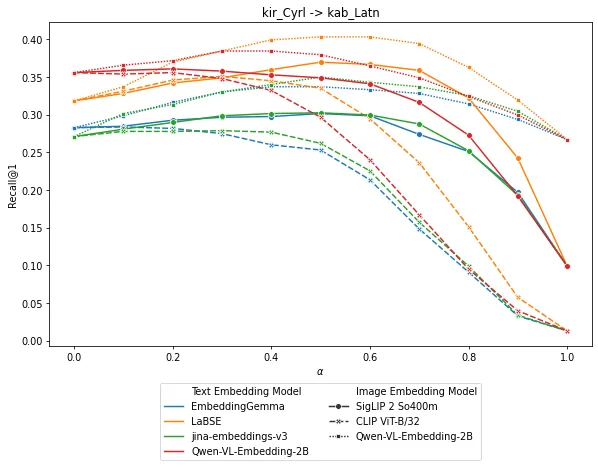 kir_Cyrl -> kab_Latn
Recall@1
0.40
0.35
0.30
0.25
0.20
0.15
0.10
0.05
0.00
0.0 0.2 0.4 0.6 0.8 1.0
α
Text Embedding Model
EmbeddingGemma
LaBSE
jina-embeddings-v3
Qwen-VL-Embedding-2B
Image Embedding Model
SigLIP 2 So400m
CLIP ViT-B/32
Qwen-VL-Embedding-2B